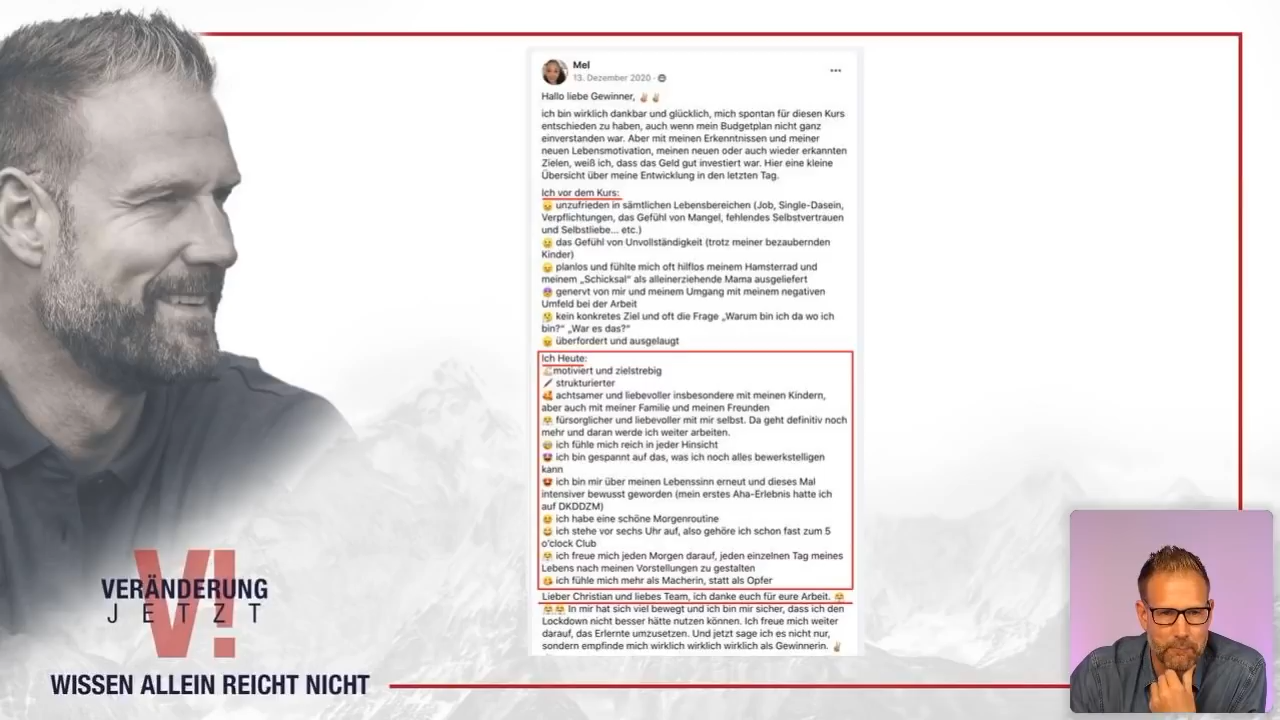 Mel
13. Dezember 2020 ·
Hallo liebe Gewinner, ✌️ ✌️
ich bin wirklich dankbar und glücklich, mich spontan für diesen Kurs
entschieden zu haben, auch wenn mein Budgetplan nicht ganz
einverstanden war. Aber mit meinen Erkenntnissen und meiner
neuen Lebensmotivation, meinen neuen oder auch wieder erkannten
Zielen, weiß ich, dass das Geld gut investiert war. Hier eine kleine
Übersicht über meine Entwicklung in den letzten Tag.
Ich vor dem Kurs:
unzufrieden in sämtlichen Lebensbereichen (Job, Single-Dasein,
Verpflichtungen, das Gefühl von Mangel, fehlendes Selbstvertrauen
und Selbstliebe... etc.)
das Gefühl von Unvollständigkeit (trotz meiner bezaubernden
Kinder)
planlos und fühlte mich oft hilflos meinem Hamsterrad und
meinem „Schicksal" als alleinerziehende Mama ausgeliefert
genervt von mir und meinem Umgang mit meinem negativen
Umfeld bei der Arbeit
kein konkretes Ziel und oft die Frage „Warum bin ich da wo ich
bin?" „War es das?"
überfordert und ausgelaugt
Ich Heute:
motiviert und zielstrebig
strukturierter
achtsamer und liebevoller insbesondere mit meinen Kindern,
aber auch mit meiner Familie und meinen Freunden
fürsorglicher und liebevoller mit mir selbst. Da geht definitiv noch
mehr und daran werde ich weiter arbeiten.
ich fühle mich reich in jeder Hinsicht
ich bin gespannt auf das, was ich noch alles bewerkstelligen
kann
ich bin mir über meinen Lebenssinn erneut und dieses Mal
intensiver bewusst geworden (mein erstes Aha-Erlebnis hatte ich
auf DKDDZM)
ich habe eine schöne Morgenroutine
ich stehe vor sechs Uhr auf, also gehöre ich schon fast zum 5
o'clock Club
ich freue mich jeden Morgen darauf, jeden einzelnen Tag meines
Lebens nach meinen Vorstellungen zu gestalten
ich fühle mich mehr als Macherin, statt als Opfer
Lieber Christian und liebes Team, ich danke euch für eure Arbeit.
In mir hat sich viel bewegt und ich bin mir sicher, dass ich den
Lockdown nicht besser hätte nutzen können. Ich freue mich weiter
darauf, das Erlernte umzusetzen. Und jetzt sage ich es nicht nur,
sondern empfinde mich wirklich wirklich wirklich als Gewinnerin. ✌️
V!
VERÄNDERUNG
JETZT
WISSEN ALLEIN REICHT NICHT